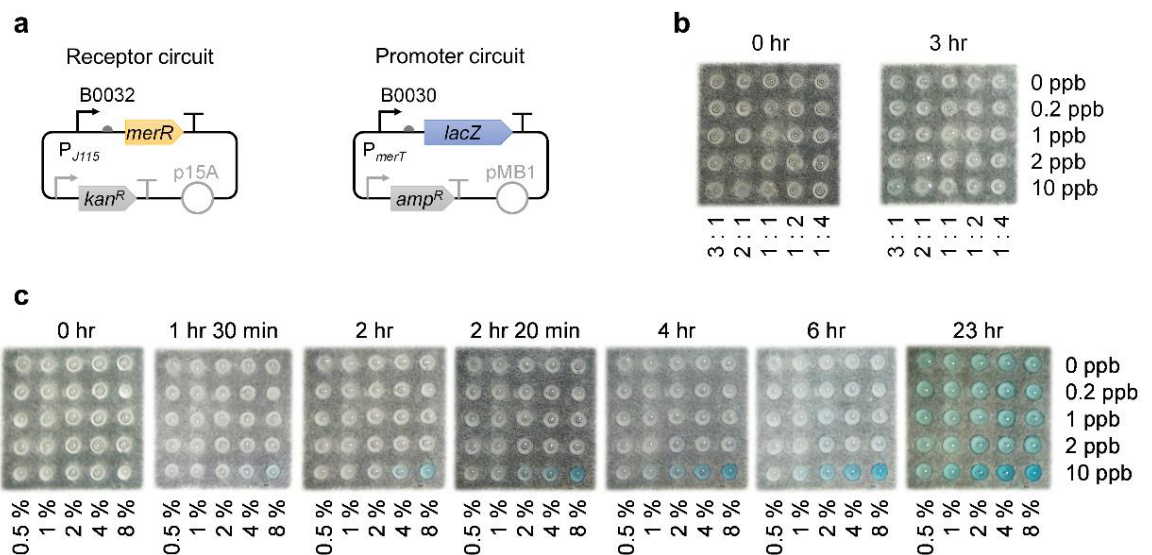 a
Receptor circuit
Promoter circuit
B0032
B0030
merR
lacZ
P J115
P merT
p15A
pMB1
kan R
amp R
b
0 hr
3 hr
0 ppb
0.2 ppb
1 ppb
2 ppb
10 ppb
3 : 1
2 : 1
1 : 1
1 : 2
1 : 4
3 : 1
2 : 1
1 : 1
1 : 2
1 : 4
c
0 hr
1 hr 30 min
2 hr
2 hr 20 min
4 hr
6 hr
23 hr
0 ppb
0.2 ppb
1 ppb
2 ppb
10 ppb
0.5 %
1 %
2 %
4 %
8 %
0.5 %
1 %
2 %
4 %
8 %
0.5 %
1 %
2 %
4 %
8 %
0.5 %
1 %
2 %
4 %
8 %
0.5 %
1 %
2 %
4 %
8 %
0.5 %
1 %
2 %
4 %
8 %
0.5 %
1 %
2 %
4 %
8 %